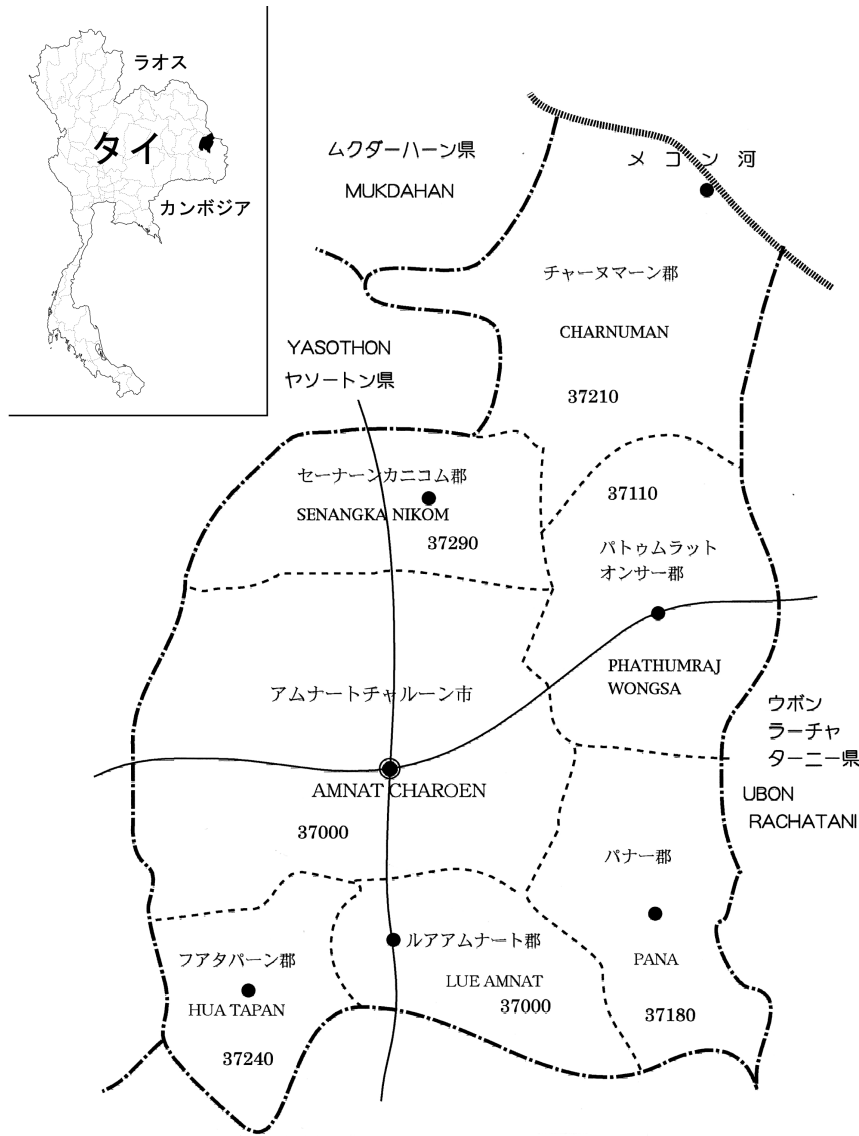 ラオス
タイ
カンボジア
ムクダーハーン県
MUKDAHAN
メコン河
チャーヌマーン郡
CHARNUMAN
37210
YASOTHON
ヤソートン県
セーナーンカニコム郡
SENANGKA NIKOM
37290
37110
パトゥムラット
オンサー郡
PHATHUMRAJ
WONGSA
アムナートチャルーン市
AMNAT CHAROEN
37000
ウボン
ラーチャ
ターニー県
UBON
RACHATANI
パナー郡
PANA
37180
ルアアムナート郡
LUE AMNAT
37000
フアタパーン郡
HUA TAPAN
37240